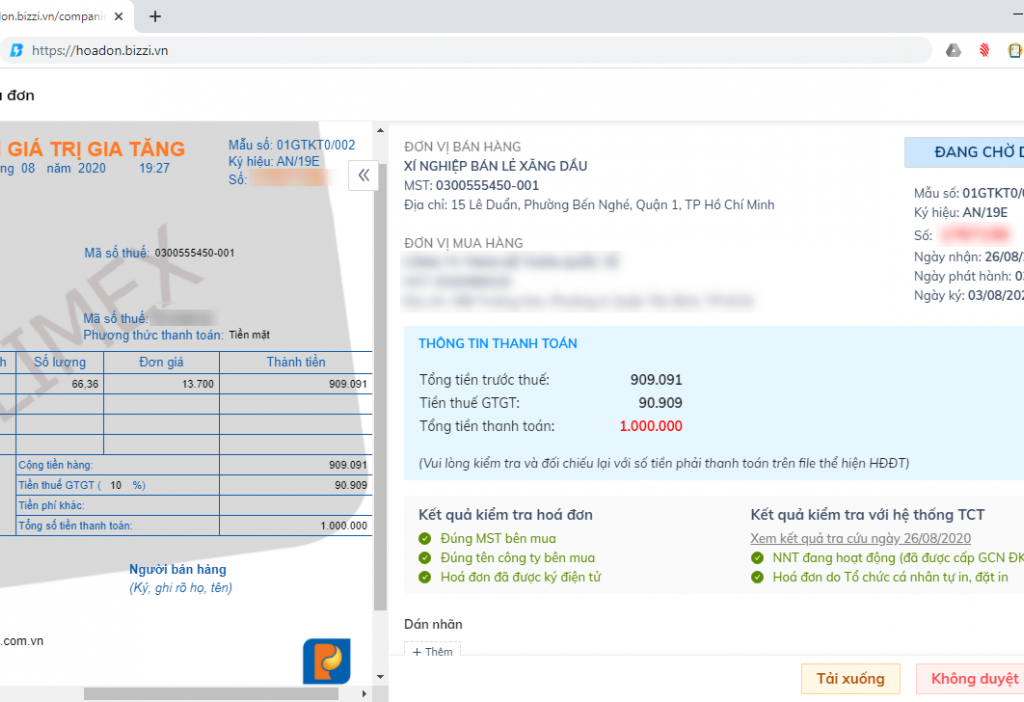 on.bizzi.vn/compani
https://hoadon.bizzi.vn
đơn
GIÁ TRỊ GIA TĂNG
ng 08 năm 2020 19:27
Mẫu số: 01GTKT0/002
Ký hiệu: AN/19E
Số:
Mã số thuế: 0300555450-001
Mã số thuế:
Phương thức thanh toán: Tiền mặt
LIMEX
h Số lượng Đơn giá Thành tiền
66,36 13.700 909.091
Cộng tiền hàng: 909.091
Tiền thuế GTGT ( 10 %) 90.909
Tiền phí khác:
Tổng số tiền thanh toán: 1.000.000
Người bán hàng
(Ký, ghi rõ họ, tên)
.com.vn
ĐƠN VỊ BÁN HÀNG
XÍ NGHIỆP BÁN LẺ XĂNG DẦU
MST: 0300555450-001
Địa chỉ: 15 Lê Duẩn, Phường Bến Nghé, Quận 1, TP Hồ Chí Minh
ĐƠN VỊ MUA HÀNG
ĐANG CHỜ D
Mẫu số: 01GTKT0/0
Ký hiệu: AN/19E
Số:
Ngày nhận: 26/08/
Ngày phát hành: 03
Ngày ký: 03/08/202
THÔNG TIN THANH TOÁN
Tổng tiền trước thuế: 909.091
Tiền thuế GTGT: 90.909
Tổng tiền thanh toán: 1.000.000
(Vui lòng kiểm tra và đối chiếu lại với số tiền phải thanh toán trên file thể hiện HĐĐT)
Kết quả kiểm tra hoá đơn
Đúng MST bên mua
Đúng tên công ty bên mua
Hoá đơn đã được ký điện tử
Kết quả kiểm tra với hệ thống TCT
Xem kết quả tra cứu ngày 26/08/2020
NNT đang hoạt động (đã được cấp GCN ĐK
Hoá đơn do Tổ chức cá nhân tự in, đặt in
Dán nhãn
+ Thêm
Tải xuống
Không duyệt